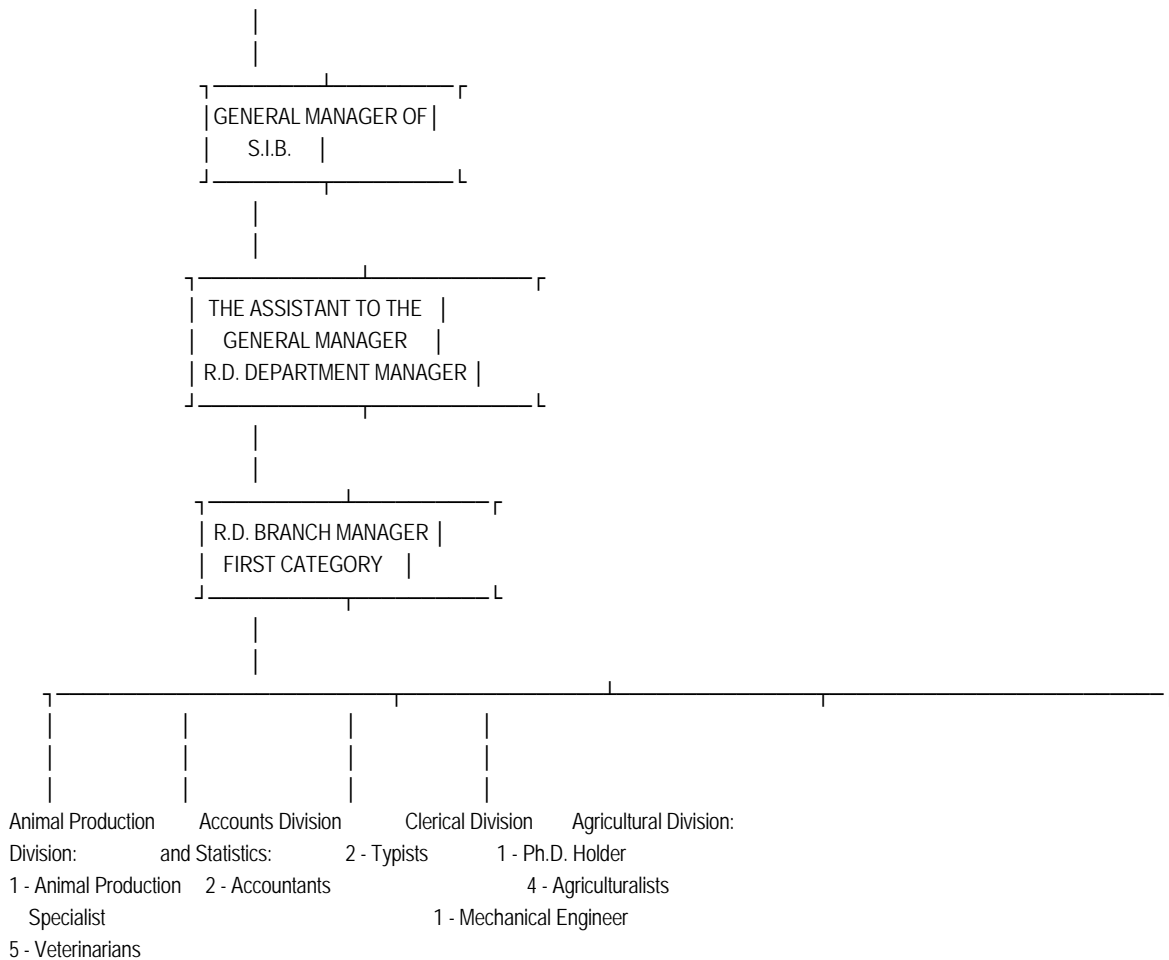 GENERAL MANAGER OF
S.I.B.
THE ASSISTANT TO THE
GENERAL MANAGER
R.D. DEPARTMENT MANAGER
R.D. BRANCH MANAGER
FIRST CATEGORY
Animal Production Accounts Division Clerical Division Agricultural Division:
Division: and Statistics: 2 - Typists 1 - Ph.D. Holder
1 - Animal Production 2 - Accountants 4 - Agriculturalists
Specialist 1 - Mechanical Engineer
5 - Veterinarians